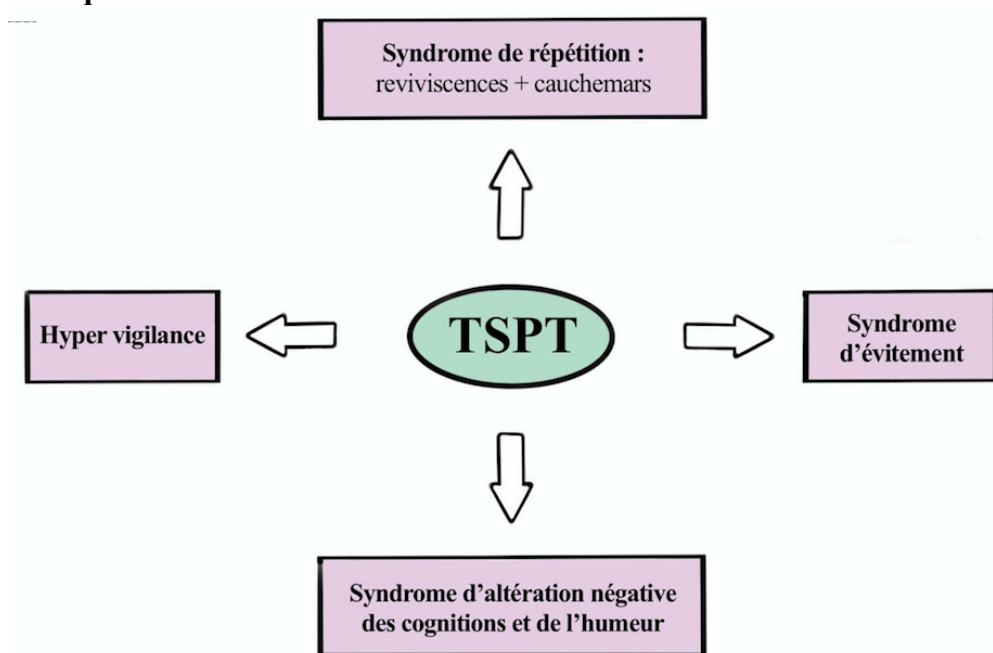 Syndrome de répétition :
reviviscences + cauchemars
Hyper vigilance
TSPT
Syndrome
d’évitement
Syndrome d’altération négative
des cognitions et de l’humeur